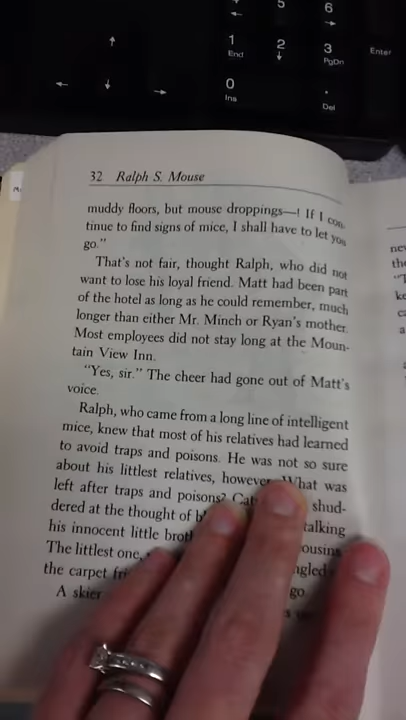 5
6
1
End
2
3
PgDn
Enter
0
Ins
.
Del
32 Ralph S. Mouse
muddy floors, but mouse droppings—! If I con-
tinue to find signs of mice, I shall have to let you
go."
That's not fair, thought Ralph, who did not
want to lose his loyal friend. Matt had been part
of the hotel as long as he could remember, much
longer than either Mr. Minch or Ryan's mother.
Most employees did not stay long at the Moun-
tain View Inn.
"Yes, sir." The cheer had gone out of Matt's
voice.
Ralph, who came from a long line of intelligent
mice, knew that most of his relatives had learned
to avoid traps and poisons. He was not so sure
about his littlest relatives, however. What was
left after traps and poisons? shud-
dered at the thought of talking
his innocent little
The littlest one,
the carpet go.
A skier